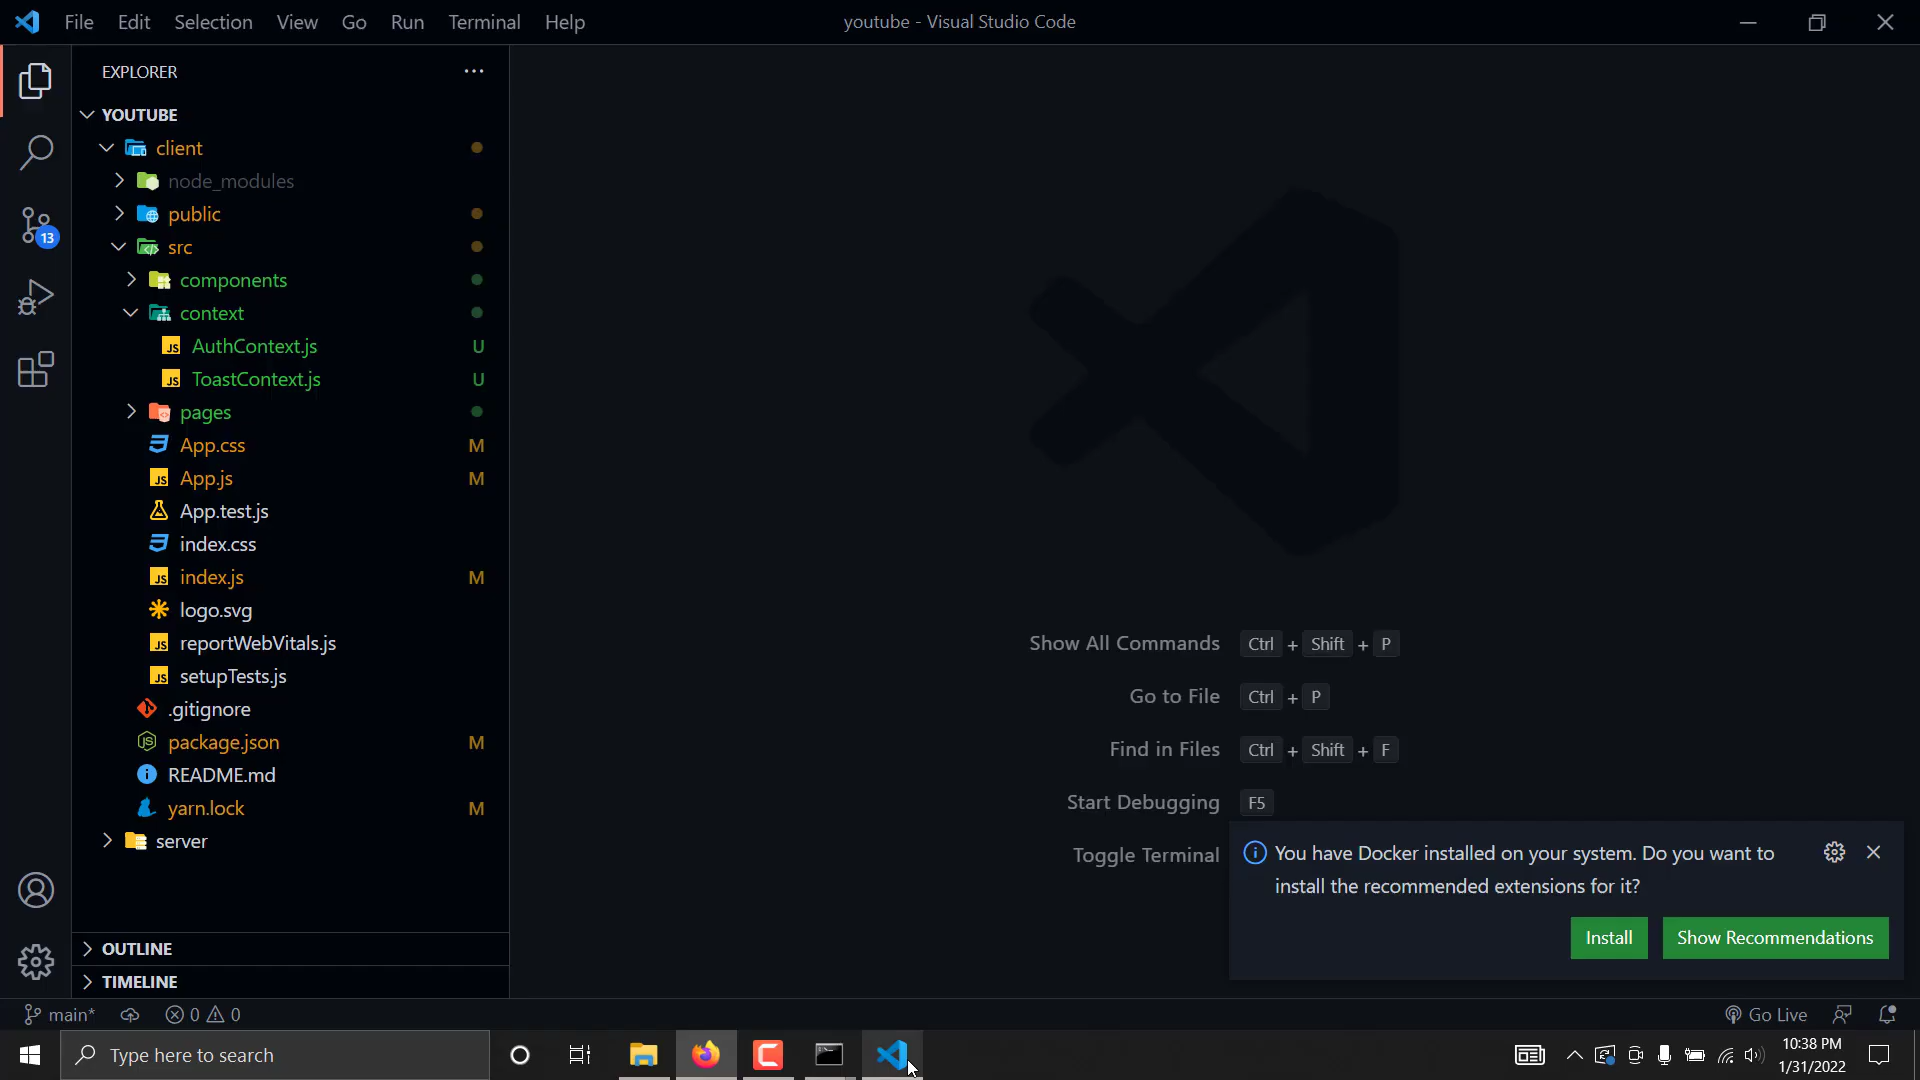 File Edit Selection View Go Run Terminal Help
youtube - Visual Studio Code
EXPLORER
YOUTUBE
client
node_modules
public
src
components
context
AuthContext.js U
ToastContext.js U
pages
App.css M
App.js M
App.test.js
index.css
index.js M
logo.svg
reportWebVitals.js
setupTests.js
.gitignore
package.json M
README.md
yarn.lock M
server
OUTLINE
TIMELINE
13
Show All Commands Ctrl + Shift + P
Go to File Ctrl + P
Find in Files Ctrl + Shift + F
Start Debugging F5
Toggle Terminal
You have Docker installed on your system. Do you want to
install the recommended extensions for it?
Install Show Recommendations
main* 0 0 Go Live
Type here to search
10:38 PM
1/31/2022